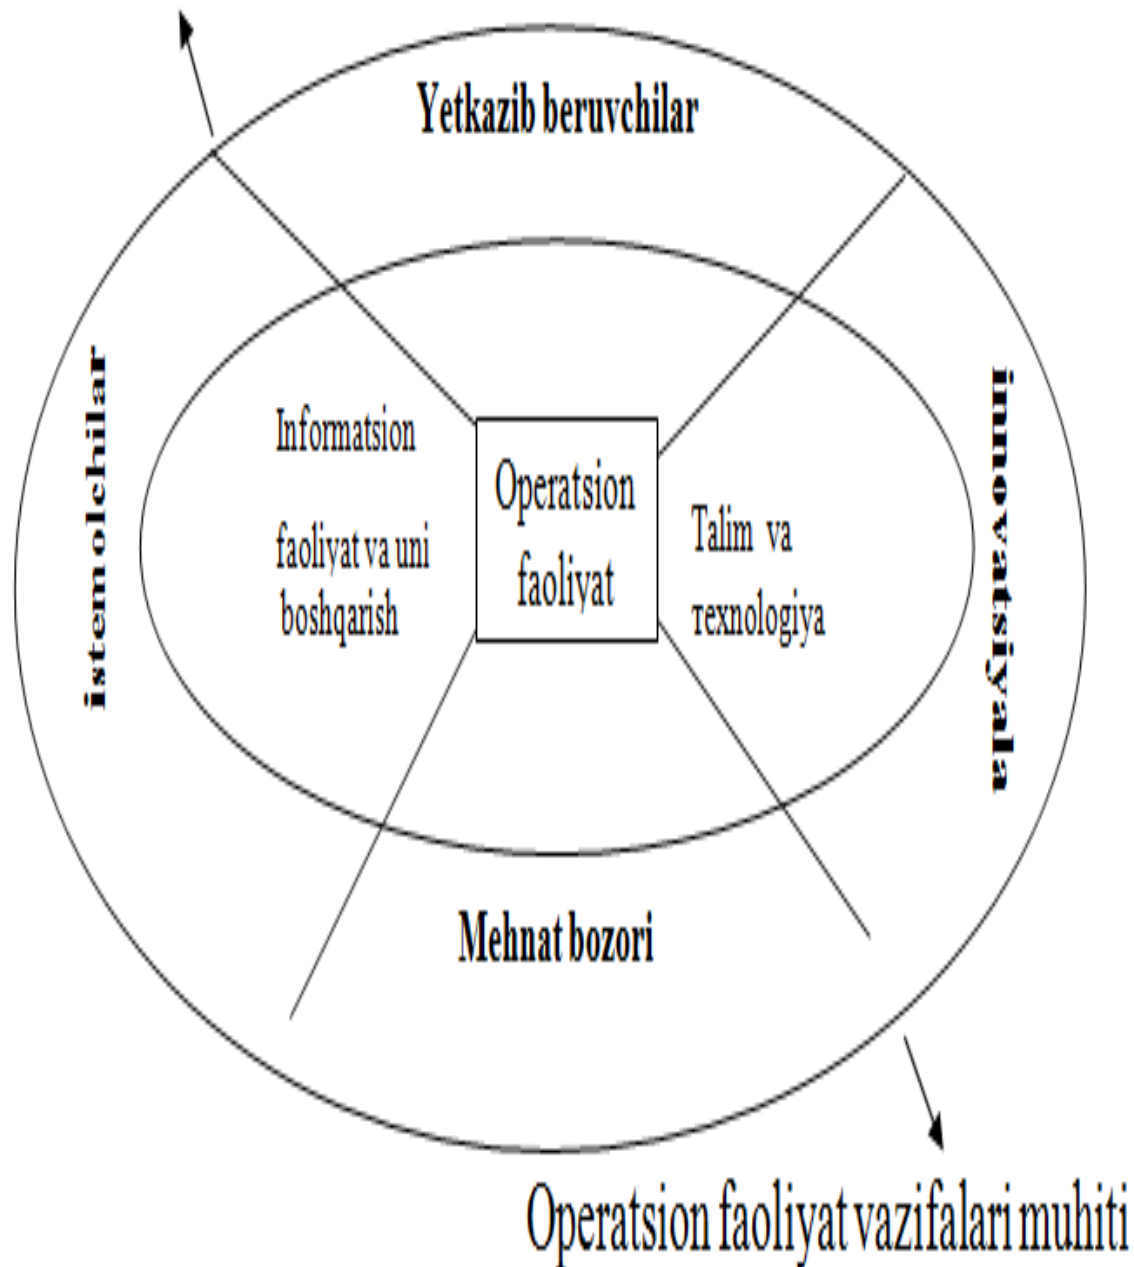 Yetkazib beruvchilar
istemolchilar
Informatsion
faoliyat va uni
boshqarish
Operatsion
faoliyat
Talim va
texnologiya
innovatsiyala
Mehnat bozori
Operatsion faoliyat vazifalari muhiti